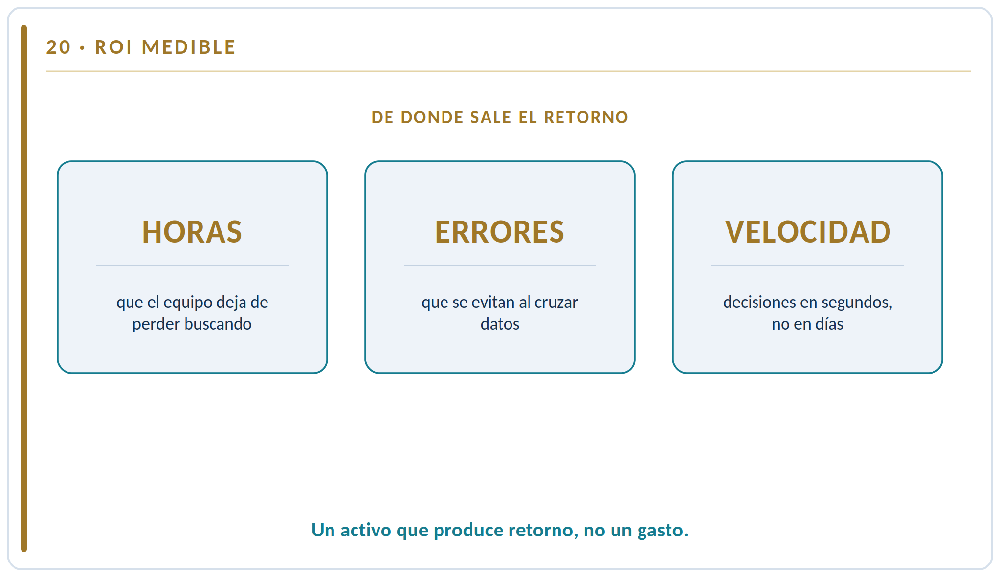 20 · ROI MEDIBLE
DE DONDE SALE EL RETORNO
HORAS
que el equipo deja de
perder buscando
ERRORES
que se evitan al cruzar
datos
VELOCIDAD
decisiones en segundos,
no en días
Un activo que produce retorno, no un gasto.